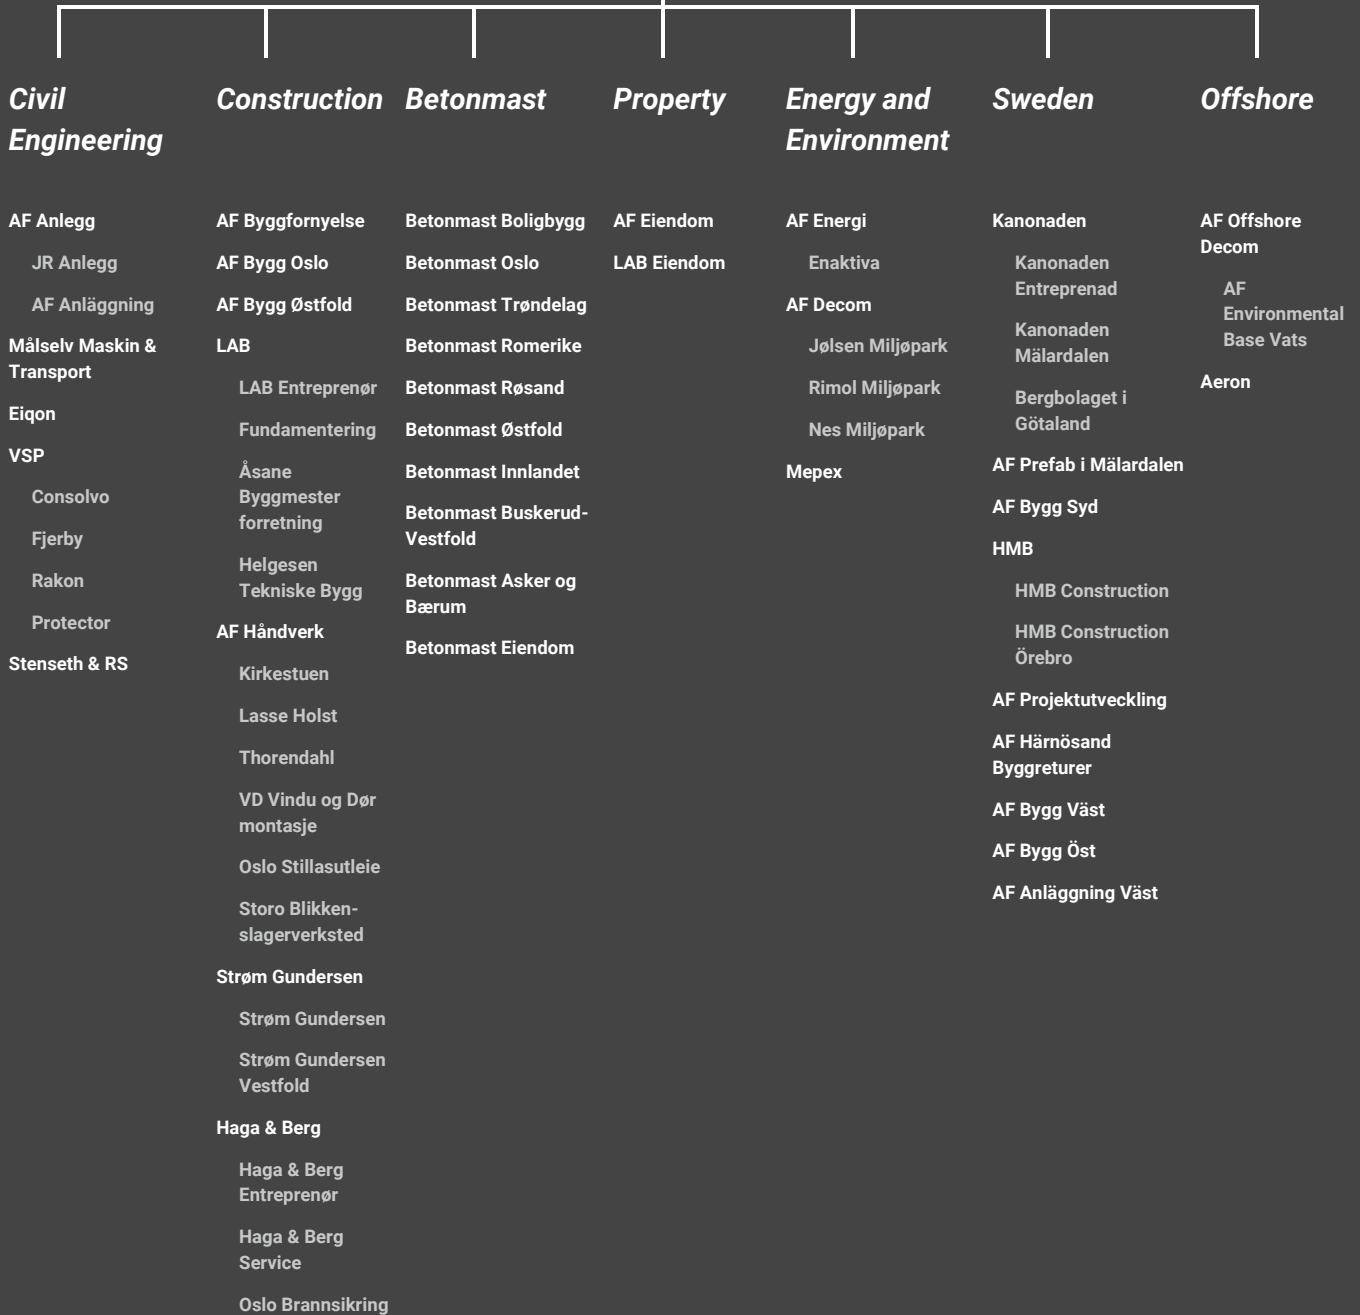 Civil
Engineering
AF Anlegg
JR Anlegg
AF Anläggning
Målselv Maskin &
Transport
Eiqon
VSP
Consolvo
Fjerby
Rakon
Protector
Stenseth & RS
Construction
AF Byggfornyelse
AF Bygg Oslo
AF Bygg Østfold
LAB
LAB Entreprenør
Fundamentering
Åsane
Byggmester
forretning
Helgesen
Tekniske Bygg
AF Håndverk
Kirkestuen
Lasse Holst
Thorendahl
VD Vindu og Dør
montasje
Oslo Stillasutleie
Storo Blikken-
slagerverksted
Strøm Gundersen
Strøm Gundersen
Strøm Gundersen
Vestfold
Haga & Berg
Haga & Berg
Entreprenør
Haga & Berg
Service
Oslo Brannsikring
Betonmast
Betonmast Boligbygg
Betonmast Oslo
Betonmast Trøndelag
Betonmast Romerike
Betonmast Røsand
Betonmast Østfold
Betonmast Innlandet
Betonmast Buskerud-
Vestfold
Betonmast Asker og
Bærum
Betonmast Eiendom
Property
AF Eiendom
LAB Eiendom
Energy and
Environment
AF Energi
Enaktiva
AF Decom
Jølsen Miljøpark
Rimol Miljøpark
Nes Miljøpark
Mepex
Sweden
Kanonaden
Kanonaden
Entreprenad
Kanonaden
Mälardalen
Bergbolaget i
Götaland
AF Prefab i Mälardalen
AF Bygg Syd
HMB
HMB Construction
HMB Construction
Örebro
AF Projektutveckling
AF Härnösand
Byggreturer
AF Bygg Väst
AF Bygg Öst
AF Anläggning Väst
Offshore
AF Offshore
Decom
AF
Environmental
Base Vats
Aeron